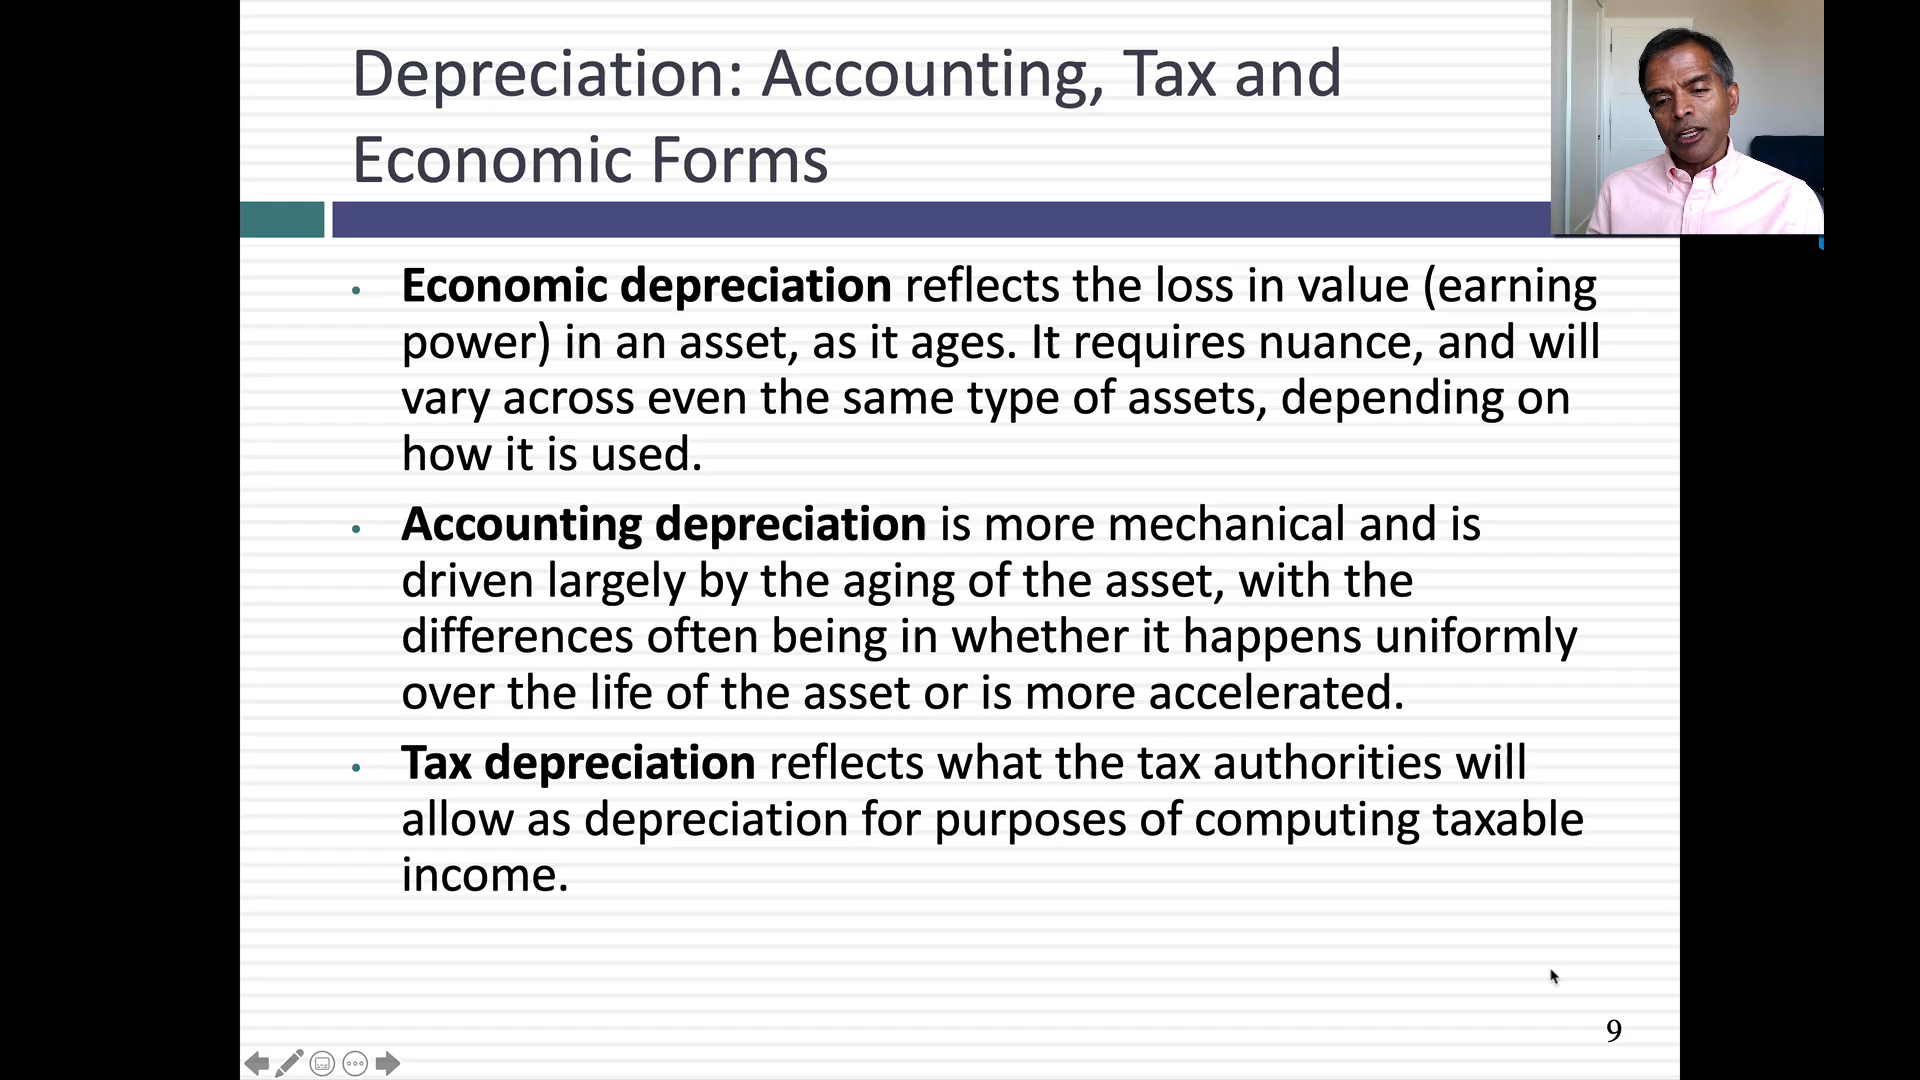 Depreciation: Accounting, Tax and
Economic Forms
• Economic depreciation reflects the loss in value (earning
power) in an asset, as it ages. It requires nuance, and will
vary across even the same type of assets, depending on
how it is used.
• Accounting depreciation is more mechanical and is
driven largely by the aging of the asset, with the
differences often being in whether it happens uniformly
over the life of the asset or is more accelerated.
• Tax depreciation reflects what the tax authorities will
allow as depreciation for purposes of computing taxable
income.
9